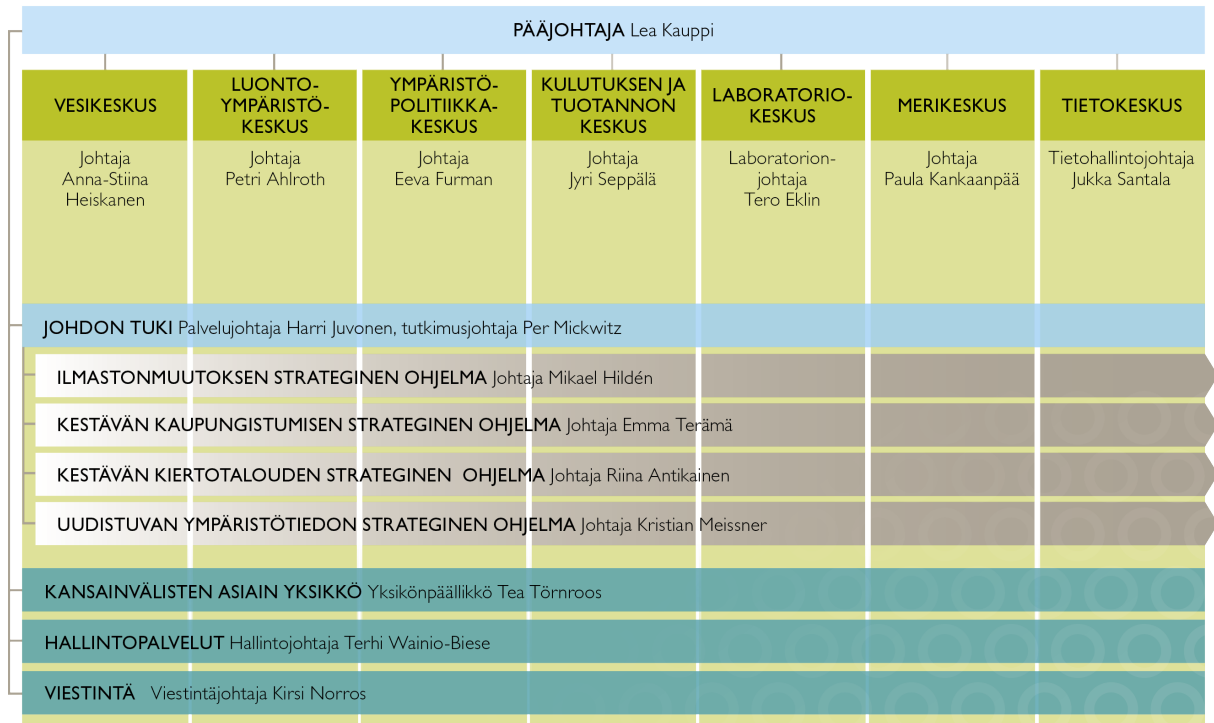 PÄÄJOHTAJA Lea Kauppi
VESIKESKUS
Johtaja
Anna-Stiina
Heiskanen
LUONTO-
YMPÄRISTÖ-
KESKUS
Johtaja
Petri Ahlroth
YMPÄRISTÖ-
POLITIIKKA-
KESKUS
Johtaja
Eeva Furman
KULUTUKSEN JA
TUOTANNON
KESKUS
Johtaja
Jyri Seppälä
LABORATORIO-
KESKUS
Laboratorion-
johtaja
Tero Eklin
MERIKESKUS
Johtaja
Paula Kankaanpää
TIETOKESKUS
Tietohallintojohtaja
Jukka Santala
JOHDON TUKI Palvelujohtaja Harri Juvonen, tutkimusjohtaja Per Mickwitz
ILMASTONMUUTOKSEN STRATEGINEN OHJELMA Johtaja Mikael Hildén
KESTÄVÄN KAUPUNGISTUMISEN STRATEGINEN OHJELMA Johtaja Emma Terämä
KESTÄVÄN KIERTOTALOUDEN STRATEGINEN OHJELMA Johtaja Riina Antikainen
UUDISTUVAN YMPÄRISTÖTIEDON STRATEGINEN OHJELMA Johtaja Kristian Meissner
KANSAINVÄLISTEN ASIAIN YKSIKKÖ Yksikönpäällikkö Tea Törnroos
HALLINTOPALVELUT Hallintojohtaja Terhi Wainio-Biese
VIESTINTÄ Viestintäjohtaja Kirsi Norros